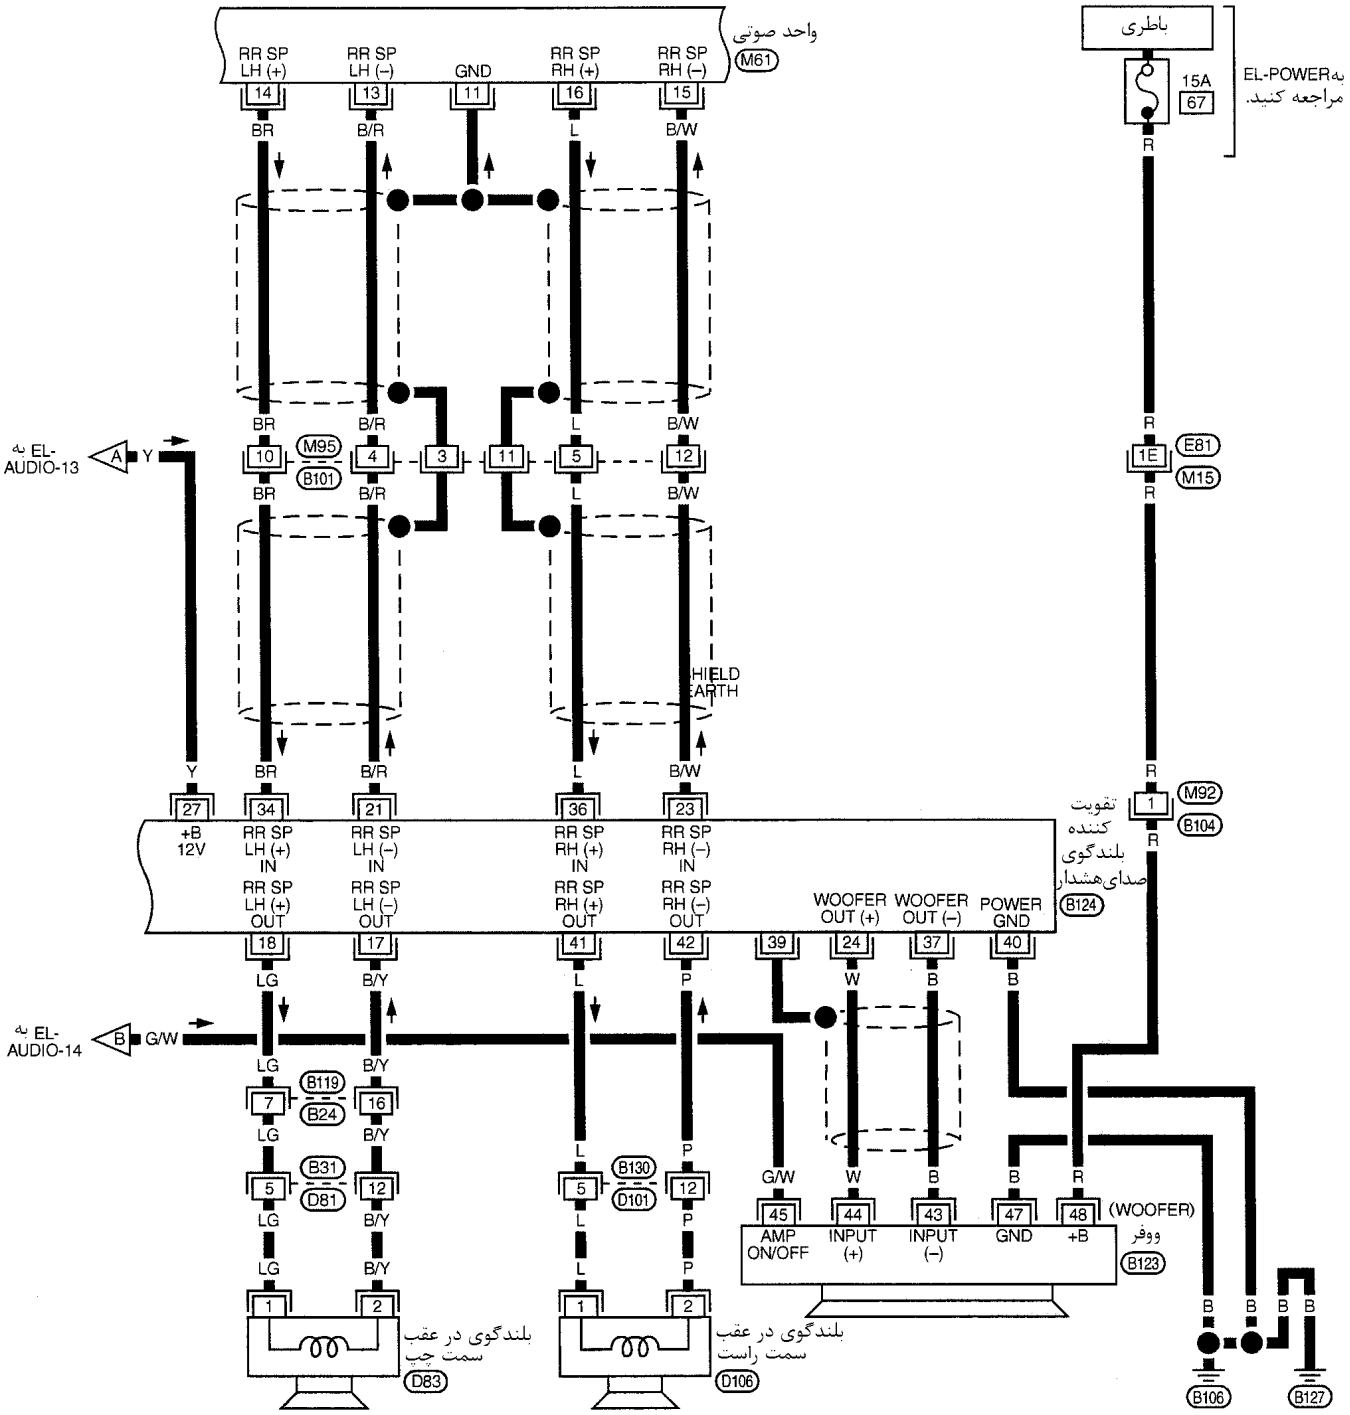 واحد صوتی
M61
RR SP
LH (+)
RR SP
LH (–)
GND
RR SP
RH (+)
RR SP
RH (–)
14
13
11
16
15
BR
B/R
L
B/W
باطری
15A
67
به EL-POWER
مراجعه کنید.
R
BR
B/R
L
B/W
R
به EL-
AUDIO-13
A
Y
10
M95
B101
4
3
11
5
12
1E
E81
M15
BR
B/R
L
B/W
R
HIELD
EARTH
Y
BR
B/R
L
B/W
R
27
34
21
36
23
1
M92
B104
R
+B
12V
RR SP
LH (+)
IN
RR SP
LH (–)
IN
RR SP
RH (+)
IN
RR SP
RH (–)
IN
تقویت
کننده
بلندگوی
صدای‌هشدار
B124
RR SP
LH (+)
OUT
RR SP
LH (–)
OUT
RR SP
RH (+)
OUT
RR SP
RH (–)
OUT
WOOFER
OUT (+)
WOOFER
OUT (–)
POWER
GND
18
17
41
42
39
24
37
40
LG
B/Y
L
P
W
B
B
به EL-
AUDIO-14
B
G/W
LG
B/Y
7
B119
B24
16
LG
B/Y
L
P
5
B31
D81
12
5
B130
D101
12
LG
B/Y
L
P
G/W
W
B
B
R
45
44
43
47
48
AMP
ON/OFF
INPUT
(+)
INPUT
(–)
GND
+B
(WOOFER)
ووفر
B123
LG
B/Y
L
P
1
2
1
2
بلندگوی در عقب
سمت چپ
D83
بلندگوی در عقب
سمت راست
D106
B
B
B
B
B106
B127